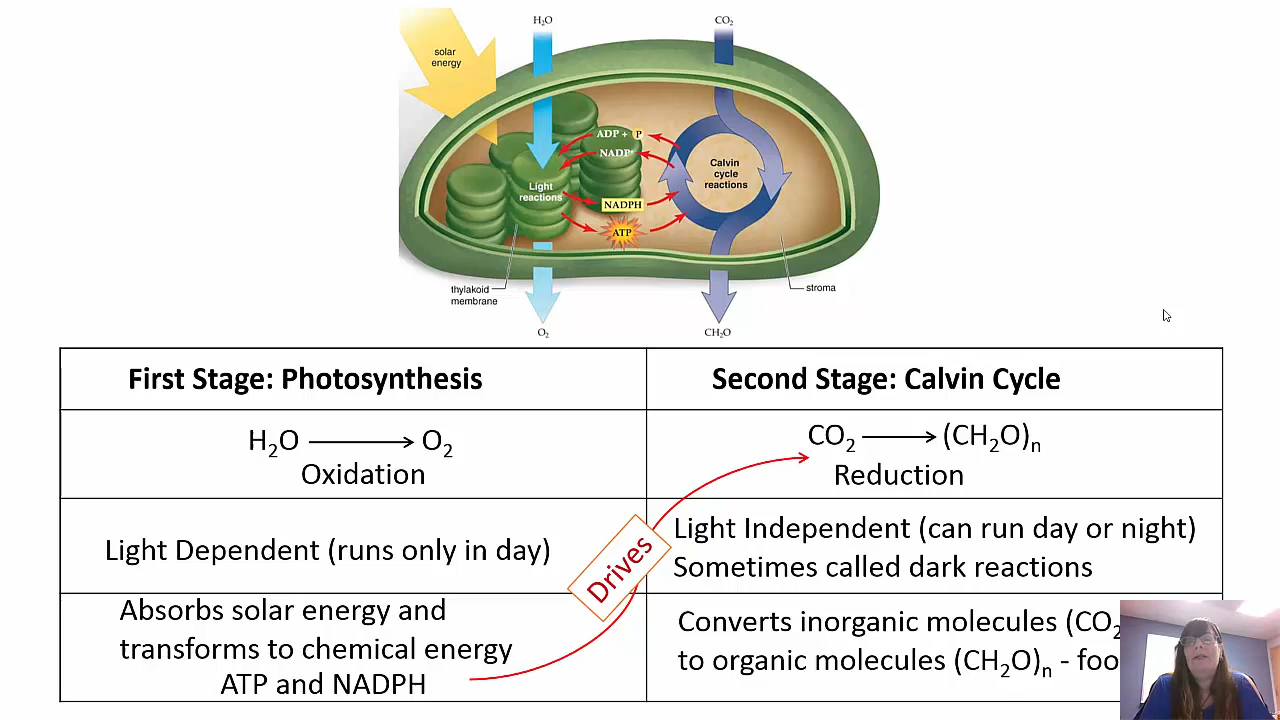 H₂O
CO₂
solar
energy
ADP + P
NADP⁺
Light
reactions
Calvin
cycle
reactions
NADPH
ATP
thylakoid
membrane
stroma
O₂
CH₂O
First Stage: Photosynthesis
Second Stage: Calvin Cycle
H₂O → O₂
Oxidation
CO₂ → (CH₂O)ₙ
Reduction
Light Dependent (runs only in day)
Drives
Light Independent (can run day or night)
Sometimes called dark reactions
Absorbs solar energy and
transforms to chemical energy
ATP and NADPH
Converts inorganic molecules (CO₂
to organic molecules (CH₂O)ₙ - foo